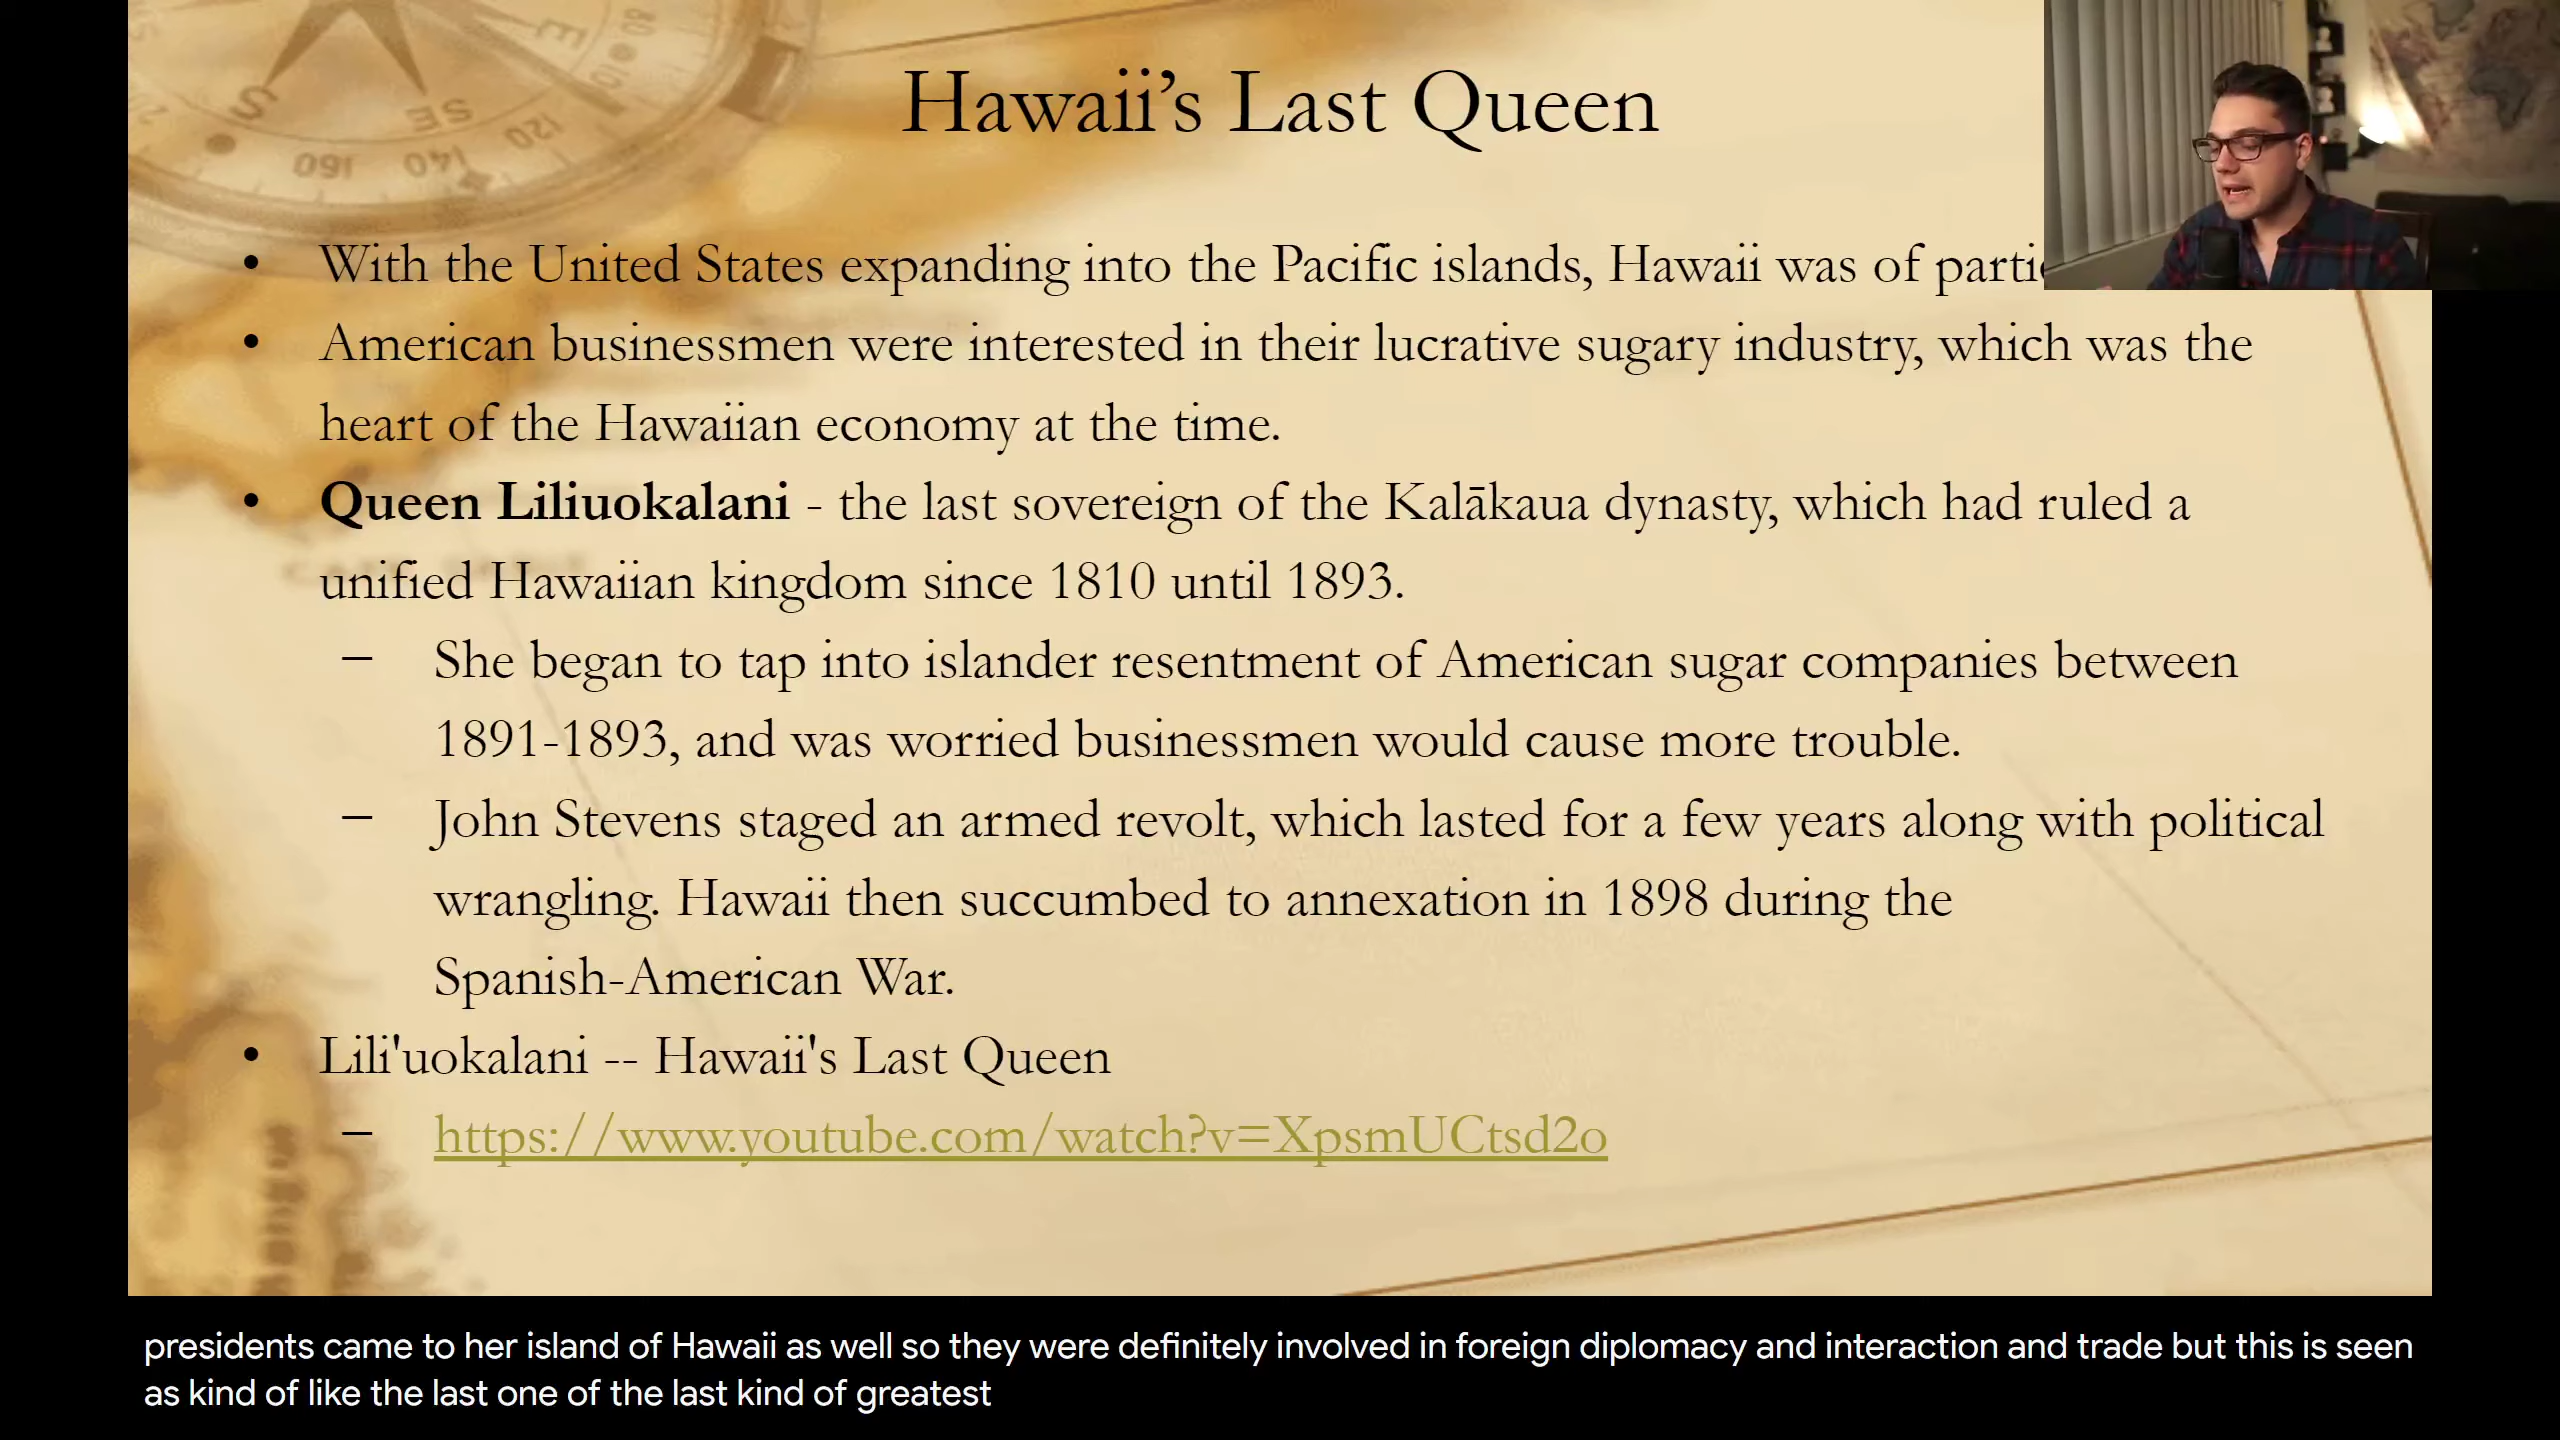 Hawaii’s Last Queen
• With the United States expanding into the Pacific islands, Hawaii was of
• American businessmen were interested in their lucrative sugary industry, which was the
heart of the Hawaiian economy at the time.
• Queen Liliuokalani - the last sovereign of the Kalākaua dynasty, which had ruled a
unified Hawaiian kingdom since 1810 until 1893.
– She began to tap into islander resentment of American sugar companies between
1891-1893, and was worried businessmen would cause more trouble.
– John Stevens staged an armed revolt, which lasted for a few years along with political
wrangling. Hawaii then succumbed to annexation in 1898 during the
Spanish-American War.
• Lili'uokalani -- Hawaii's Last Queen
– https://www.youtube.com/watch?v=XpsmUCtsd2o
presidents came to her island of Hawaii as well so they were definitely involved in foreign diplomacy and interaction and trade but this is seen
as kind of like the last one of the last kind of greatest
S
SE
E
160
140
120